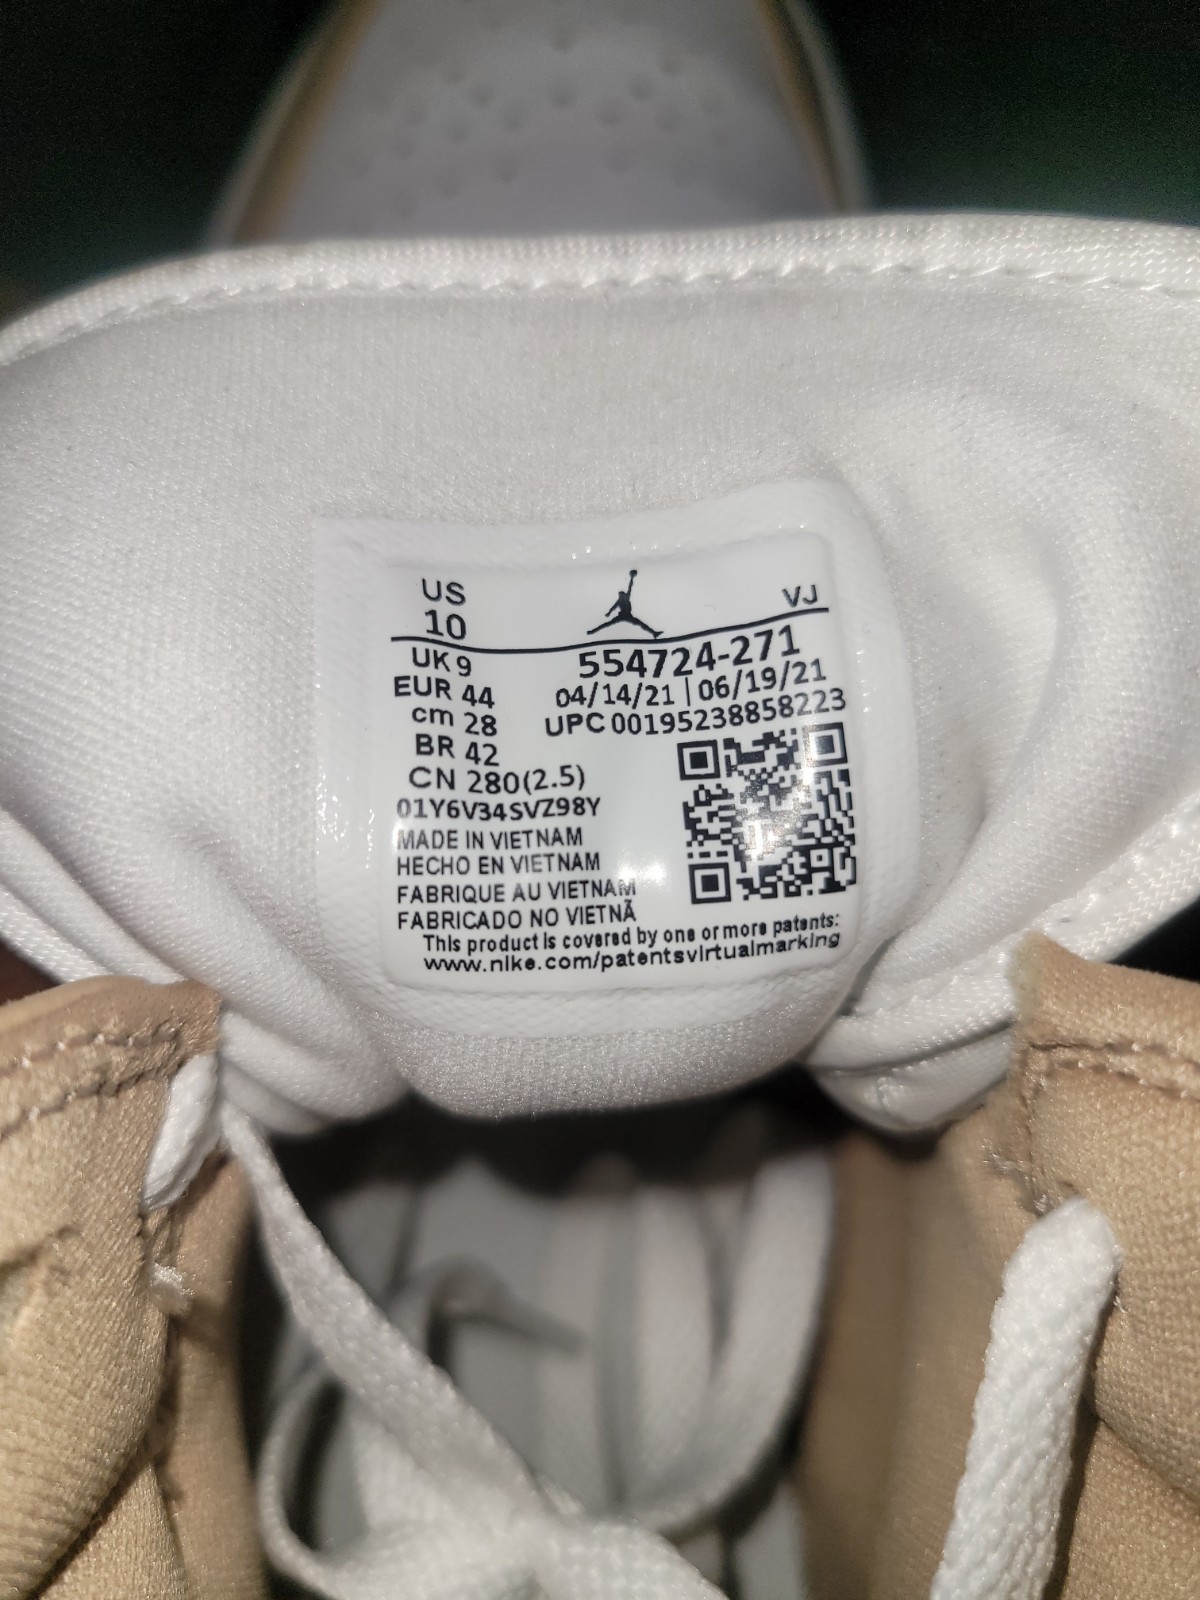 US
10
VJ
UK 9
554724-271
EUR 44
04/14/21 | 06/19/21
cm 28
UPC 00195238858223
BR 42
CN 280(2.5)
01Y6V34SVZ98Y
MADE IN VIETNAM
HECHO EN VIETNAM
FABRIQUE AU VIETNAM
FABRICADO NO VIETNÃ
This product is covered by one or more patents:
www.nike.com/patentsvirtualmarking